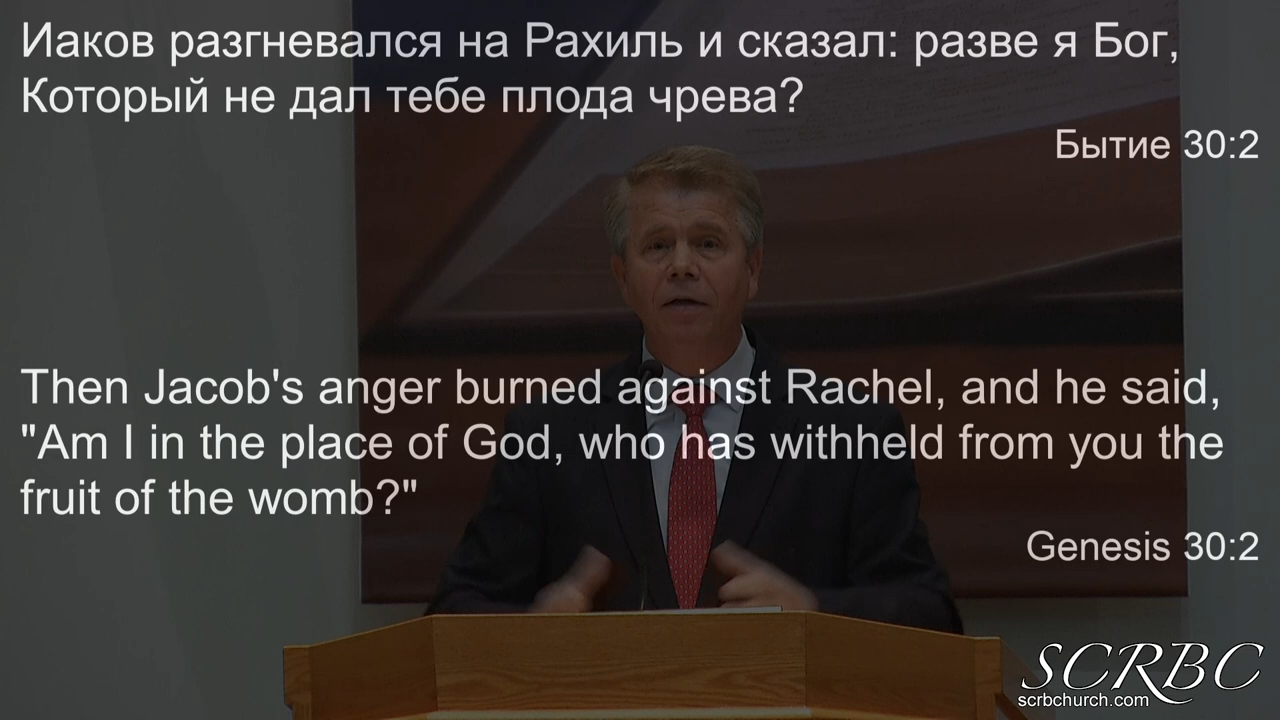 Иаков разгневался на Рахиль и сказал: разве я Бог,
Который не дал тебе плода чрева?
Бытие 30:2
Then Jacob's anger burned against Rachel, and he said,
"Am I in the place of God, who has withheld from you the
fruit of the womb?"
Genesis 30:2
SCRBC
scrbchurch.com